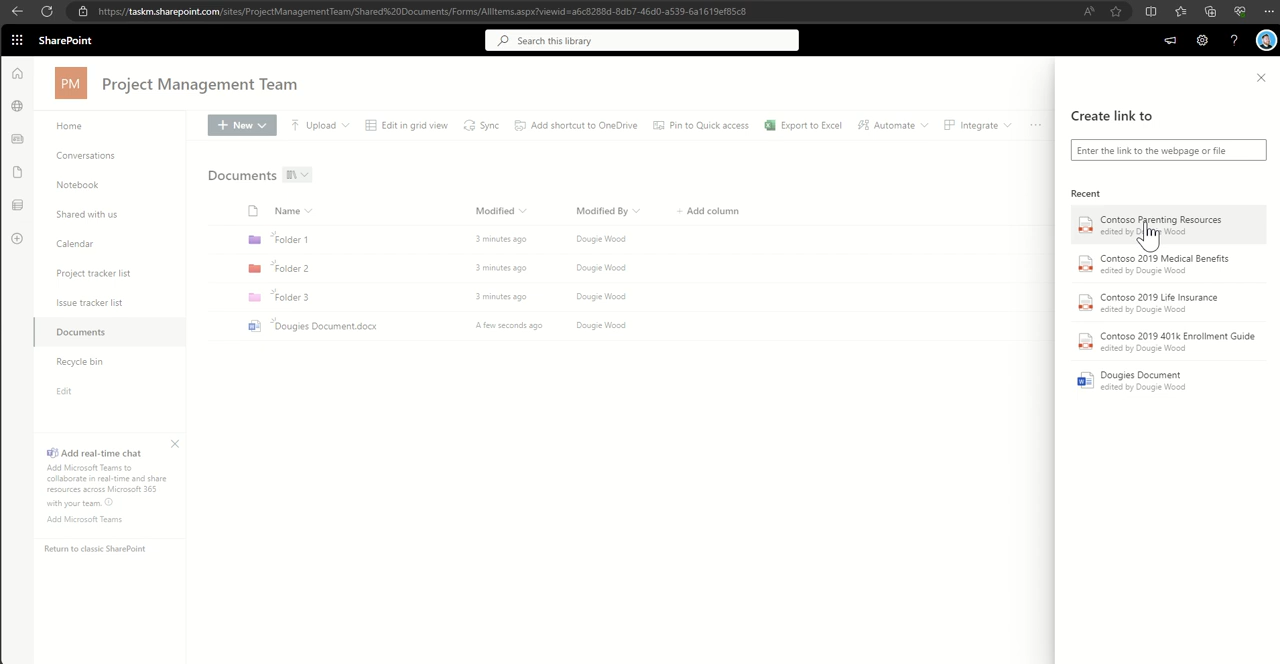 https://taskm.sharepoint.com/sites/ProjectManagementTeam/Shared%20Documents/Forms/AllItems.aspx?viewid=a6c8288d-8db7-46d0-a539-6a1619ef85c8
SharePoint
Search this library
PM
Project Management Team
Home
Conversations
Notebook
Shared with us
Calendar
Project tracker list
Issue tracker list
Documents
Recycle bin
Edit
Add real-time chat
Add Microsoft Teams to
collaborate in real-time and share
resources across Microsoft 365
with your team.
Add Microsoft Teams
Return to classic SharePoint
+ New Upload Edit in grid view Sync Add shortcut to OneDrive Pin to Quick access Export to Excel Automate Integrate ...
Documents
Name Modified Modified By + Add column
Folder 1 3 minutes ago Dougie Wood
Folder 2 3 minutes ago Dougie Wood
Folder 3 3 minutes ago Dougie Wood
Dougies Document.docx A few seconds ago Dougie Wood
Create link to
Enter the link to the webpage or file
Recent
Contoso Parenting Resources
edited by Dougie Wood
Contoso 2019 Medical Benefits
edited by Dougie Wood
Contoso 2019 Life Insurance
edited by Dougie Wood
Contoso 2019 401k Enrollment Guide
edited by Dougie Wood
Dougies Document
edited by Dougie Wood